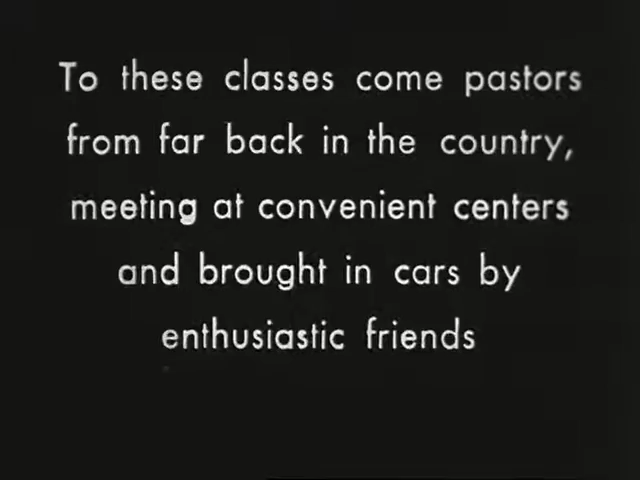 To these classes come pastors
from far back in the country,
meeting at convenient centers
and brought in cars by
enthusiastic friends